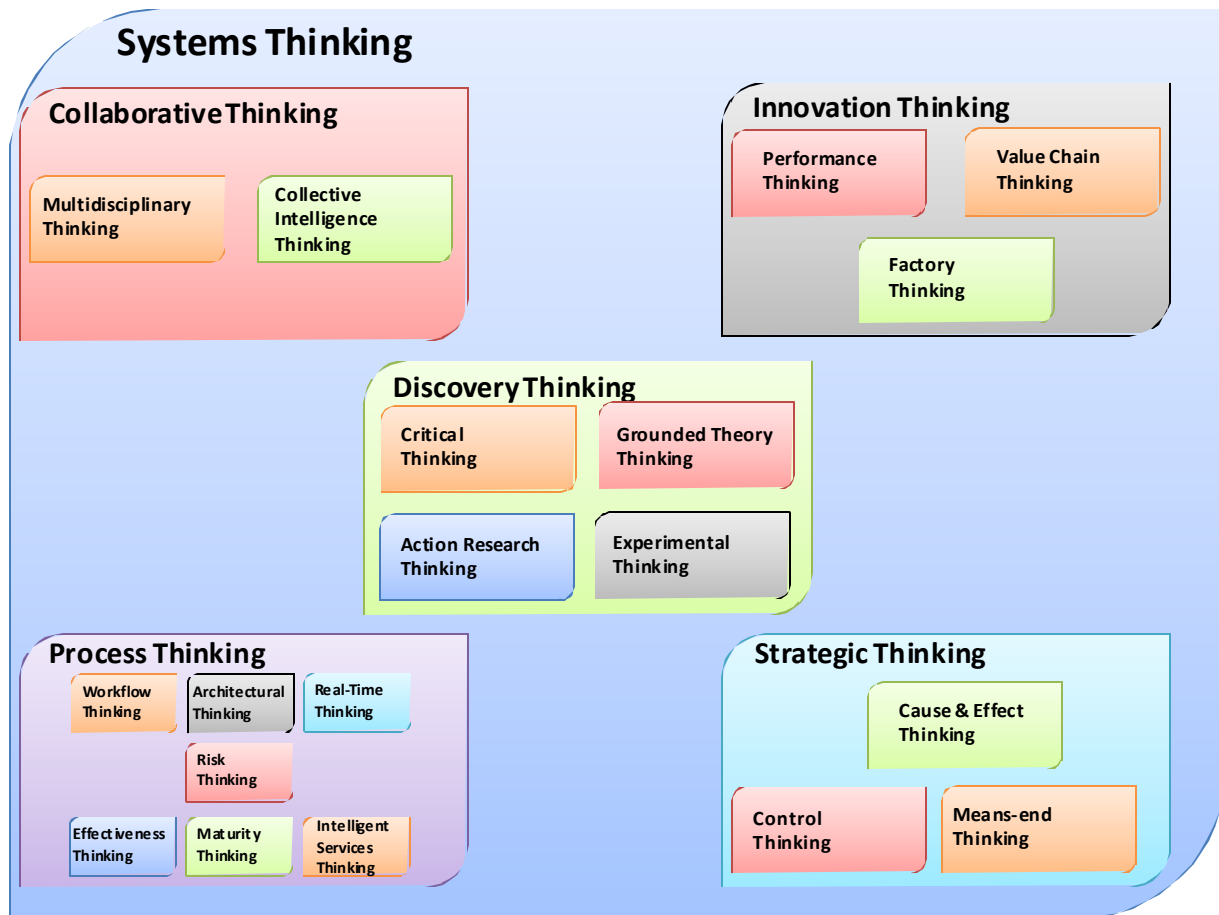 Systems Thinking
Collaborative Thinking
Multidisciplinary
Thinking
Collective
Intelligence
Thinking
Innovation Thinking
Performance
Thinking
Value Chain
Thinking
Factory
Thinking
Discovery Thinking
Critical
Thinking
Grounded Theory
Thinking
Action Research
Thinking
Experimental
Thinking
Process Thinking
Workflow
Thinking
Architectural
Thinking
Real-Time
Thinking
Risk
Thinking
Effectiveness
Thinking
Maturity
Thinking
Intelligent
Services
Thinking
Strategic Thinking
Cause & Effect
Thinking
Control
Thinking
Means-end
Thinking